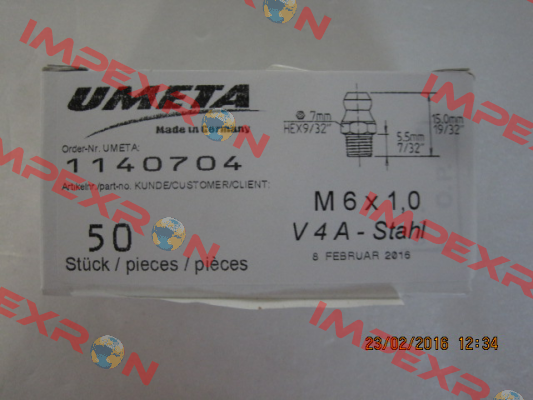 UMETA
Made in Germany
Order-Nr. UMETA:
1140704
Artikelnr./part-no. KUNDE/CUSTOMER/CLIENT:
50
Stück / pieces / pièces
7mm
HEX9/32"
15.0mm
19/32"
5.5mm
7/32"
M 6 x 1,0
V 4 A - Stahl
8 FEBRUAR 2016
23/02/2016 12:34
IMPEXRON
IMPEXRON
IMPEXRON
IMPEXRON
IMPEXRON